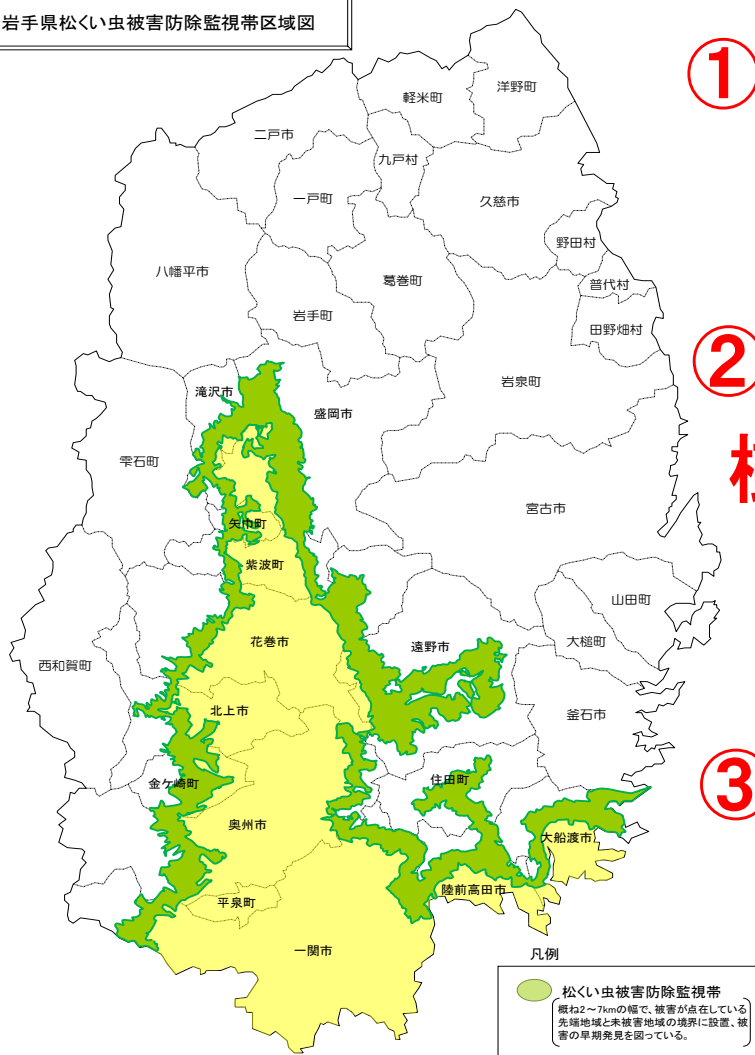 岩手県松くい虫被害防除監視帯区域図
①
洋野町
軽米町
二戸市
九戸村
一戸町
久慈市
野田村
八幡平市
葛巻町
普代村
岩手町
田野畑村
②
岩泉町
滝沢市
盛岡市
雫石町
宮古市
矢巾町
紫波町
山田町
花巻市
遠野市
大槌町
西和賀町
北上市
釜石市
金ケ崎町
住田町
③
奥州市
大船渡市
陸前高田市
平泉町
一関市
凡例
松くい虫被害防除監視帯
概ね2~7kmの幅で、被害が点在している
先端地域と未被害地域の境界に設置、被
害の早期発見を図っている。